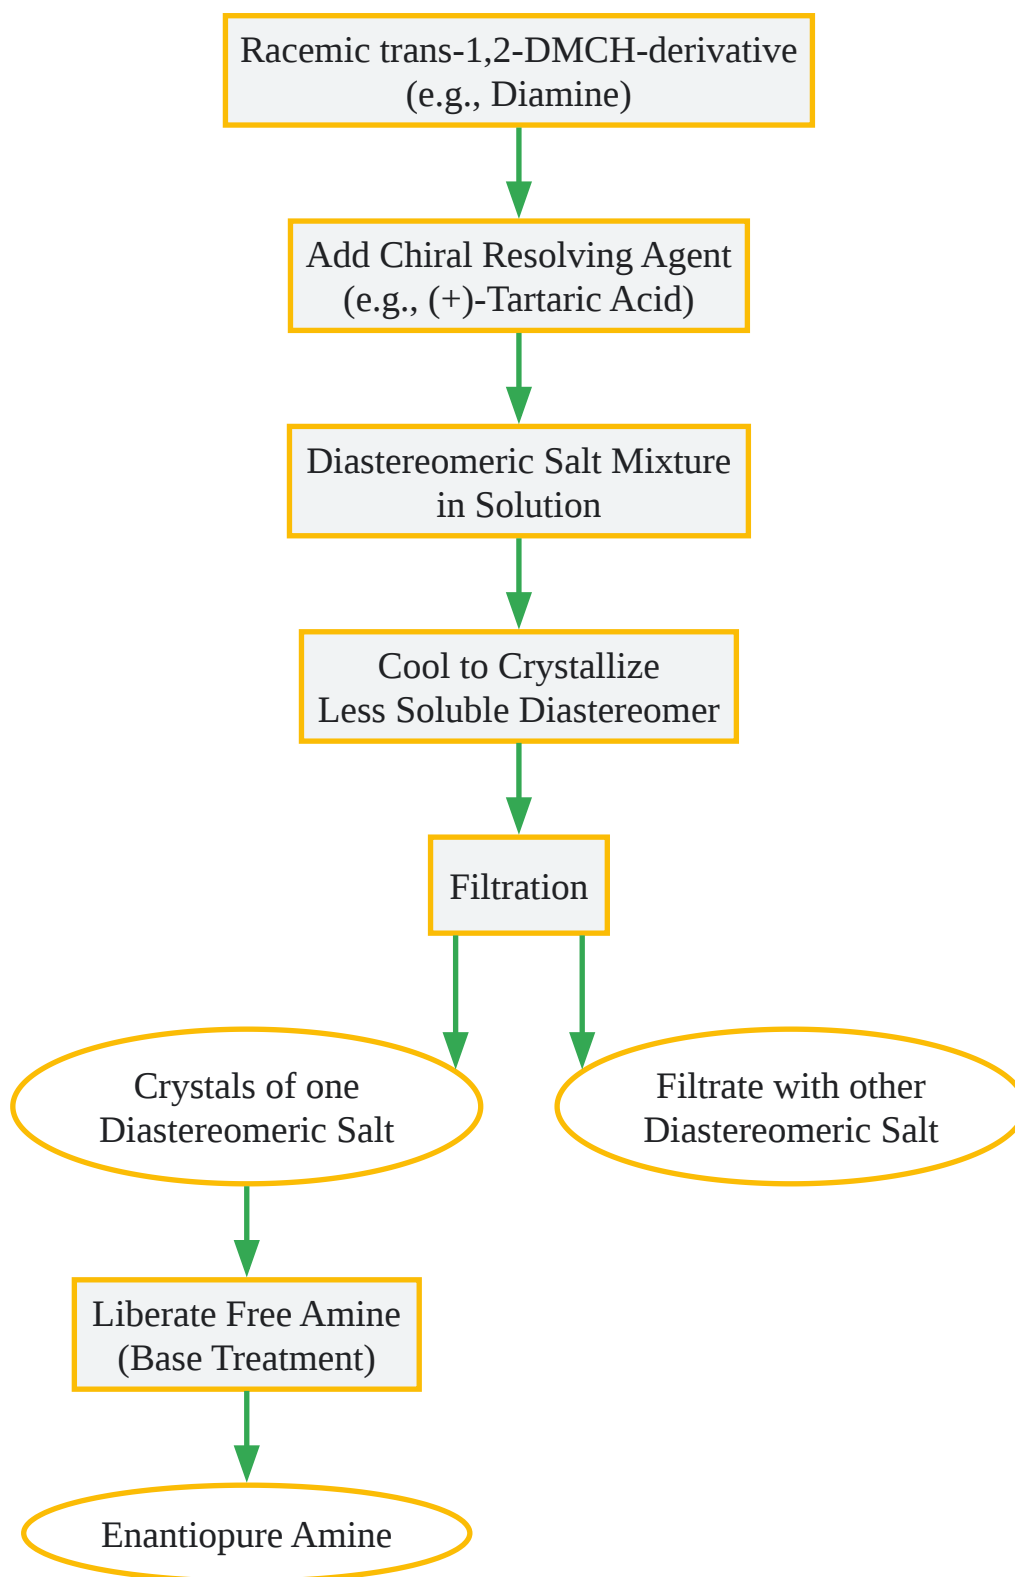 Racemic trans-1,2-DMCH-derivative
(e.g., Diamine)
Add Chiral Resolving Agent
(e.g., (+)-Tartaric Acid)
Diastereomeric Salt Mixture
in Solution
Cool to Crystallize
Less Soluble Diastereomer
Filtration
Crystals of one
Diastereomeric Salt
Filtrate with other
Diastereomeric Salt
Liberate Free Amine
(Base Treatment)
Enantiopure Amine